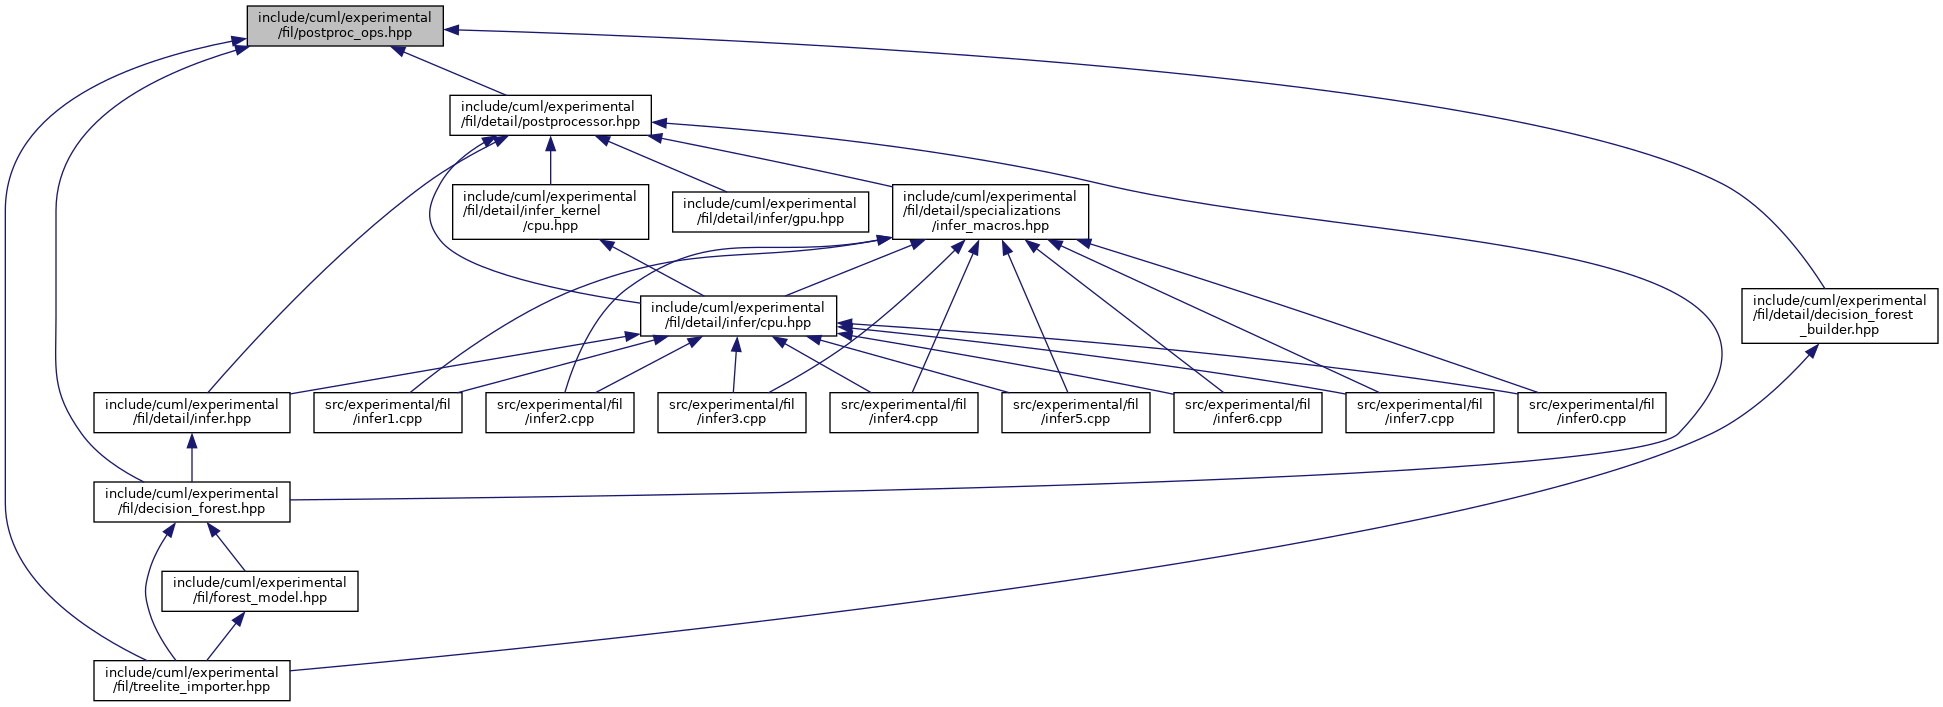 include/cuml/experimental
/fil/postproc_ops.hpp
include/cuml/experimental
/fil/detail/postprocessor.hpp
include/cuml/experimental
/fil/detail/infer_kernel
/cpu.hpp
include/cuml/experimental
/fil/detail/infer/gpu.hpp
include/cuml/experimental
/fil/detail/specializations
/infer_macros.hpp
include/cuml/experimental
/fil/detail/infer/cpu.hpp
include/cuml/experimental
/fil/detail/decision_forest
_builder.hpp
include/cuml/experimental
/fil/detail/infer.hpp
src/experimental/fil
/infer1.cpp
src/experimental/fil
/infer2.cpp
src/experimental/fil
/infer3.cpp
src/experimental/fil
/infer4.cpp
src/experimental/fil
/infer5.cpp
src/experimental/fil
/infer6.cpp
src/experimental/fil
/infer7.cpp
src/experimental/fil
/infer0.cpp
include/cuml/experimental
/fil/decision_forest.hpp
include/cuml/experimental
/fil/forest_model.hpp
include/cuml/experimental
/fil/treelite_importer.hpp